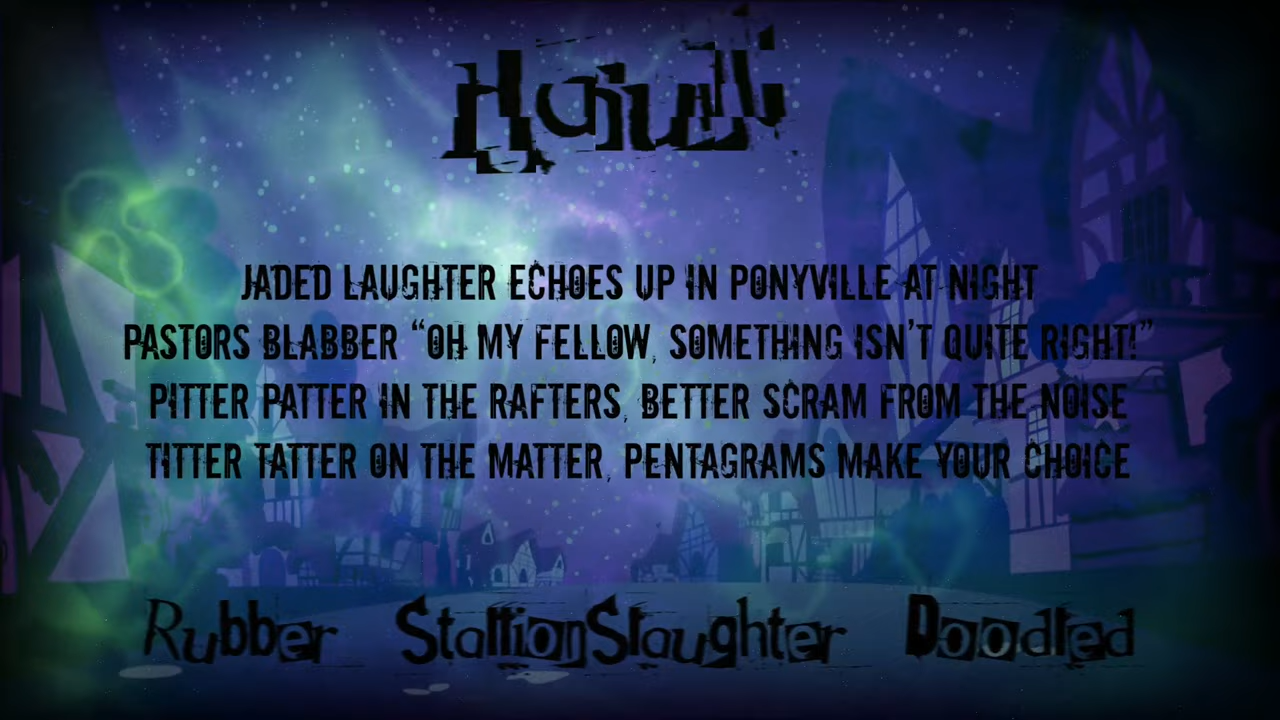 JADED LAUGHTER ECHOES UP IN PONYVILLE AT NIGHT
PASTORS BLABBER “OH MY FELLOW, SOMETHING ISN’T QUITE RIGHT!”
PITTER PATTER IN THE RAFTERS, BETTER SCRAM FROM THE NOISE
TITTER TATTER ON THE MATTER, PENTAGRAMS MAKE YOUR CHOICE
Rubber StallionSlaughter Doodled